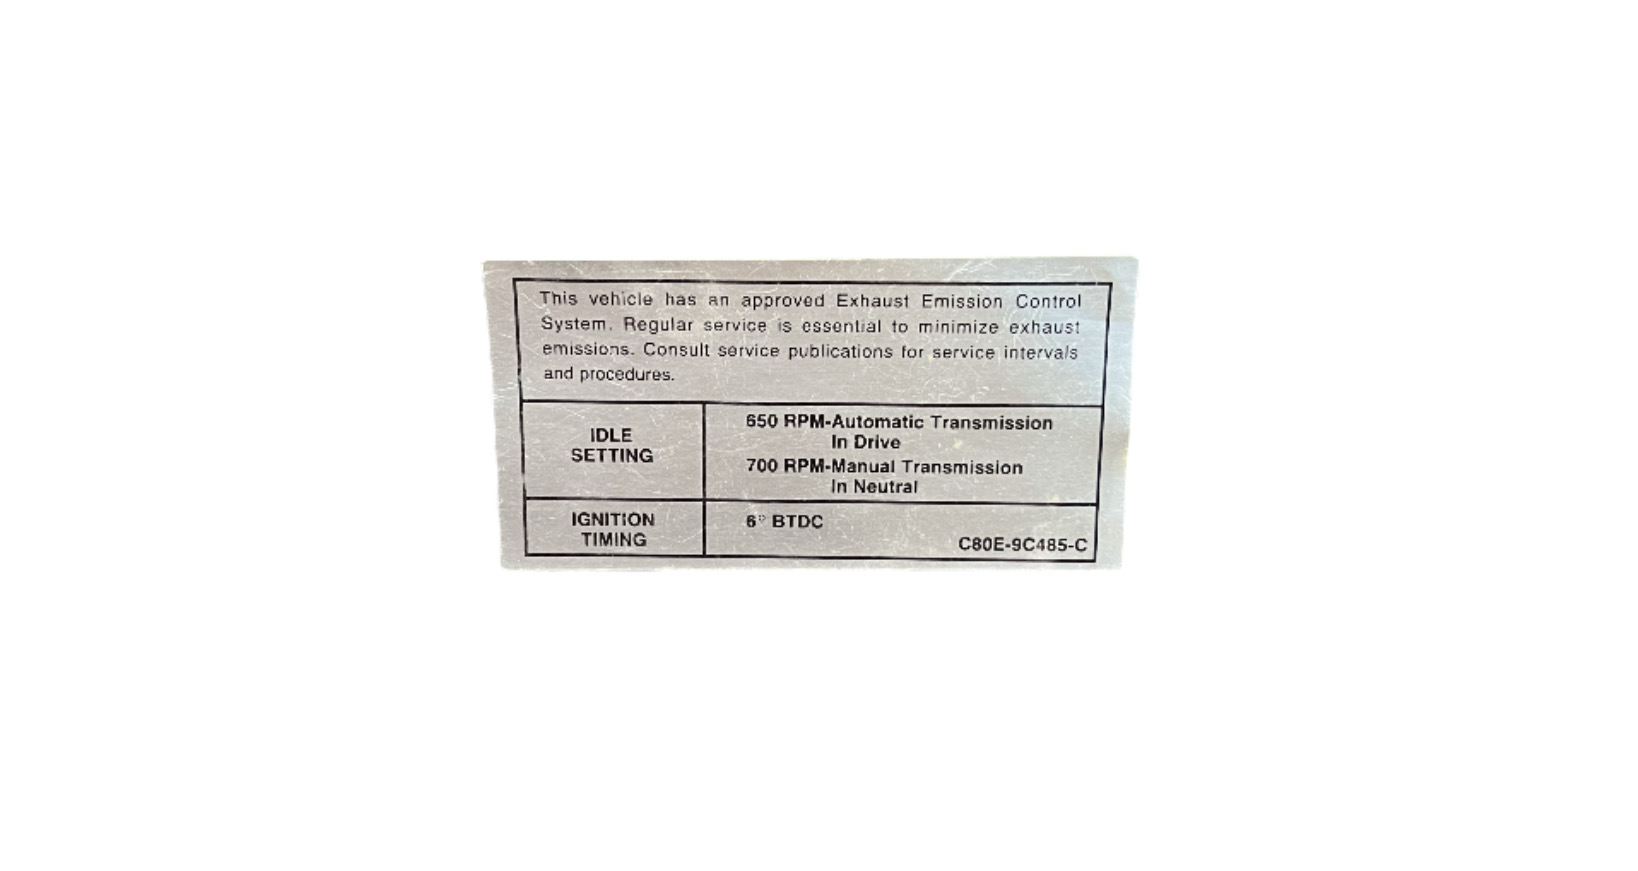 This vehicle has an approved Exhaust Emission Control
System. Regular service is essential to minimize exhaust
emissions. Consult service publications for service intervals
and procedures.
IDLE
SETTING
650 RPM-Automatic Transmission
In Drive
700 RPM-Manual Transmission
In Neutral
IGNITION
TIMING
6° BTDC
C8OE-9C485-C